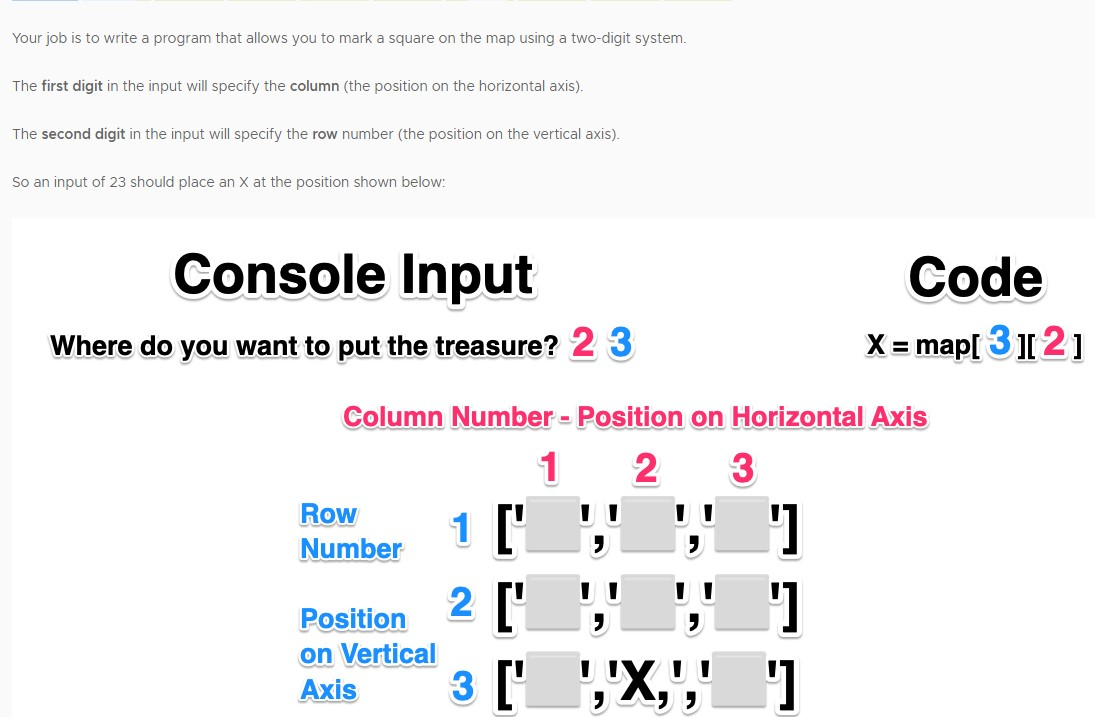 Your job is to write a program that allows you to mark a square on the map using a two-digit system.
The first digit in the input will specify the column (the position on the horizontal axis).
The second digit in the input will specify the row number (the position on the vertical axis).
So an input of 23 should place an X at the position shown below:
Console Input
Code
Where do you want to put the treasure? 2 3
X = map[ 3 ][ 2 ]
Column Number - Position on Horizontal Axis
1 2 3
Row
Number
1 [' ',' ',' ']
2 [' ',' ',' ']
Position
on Vertical
Axis
3 [' ','X,',' ']